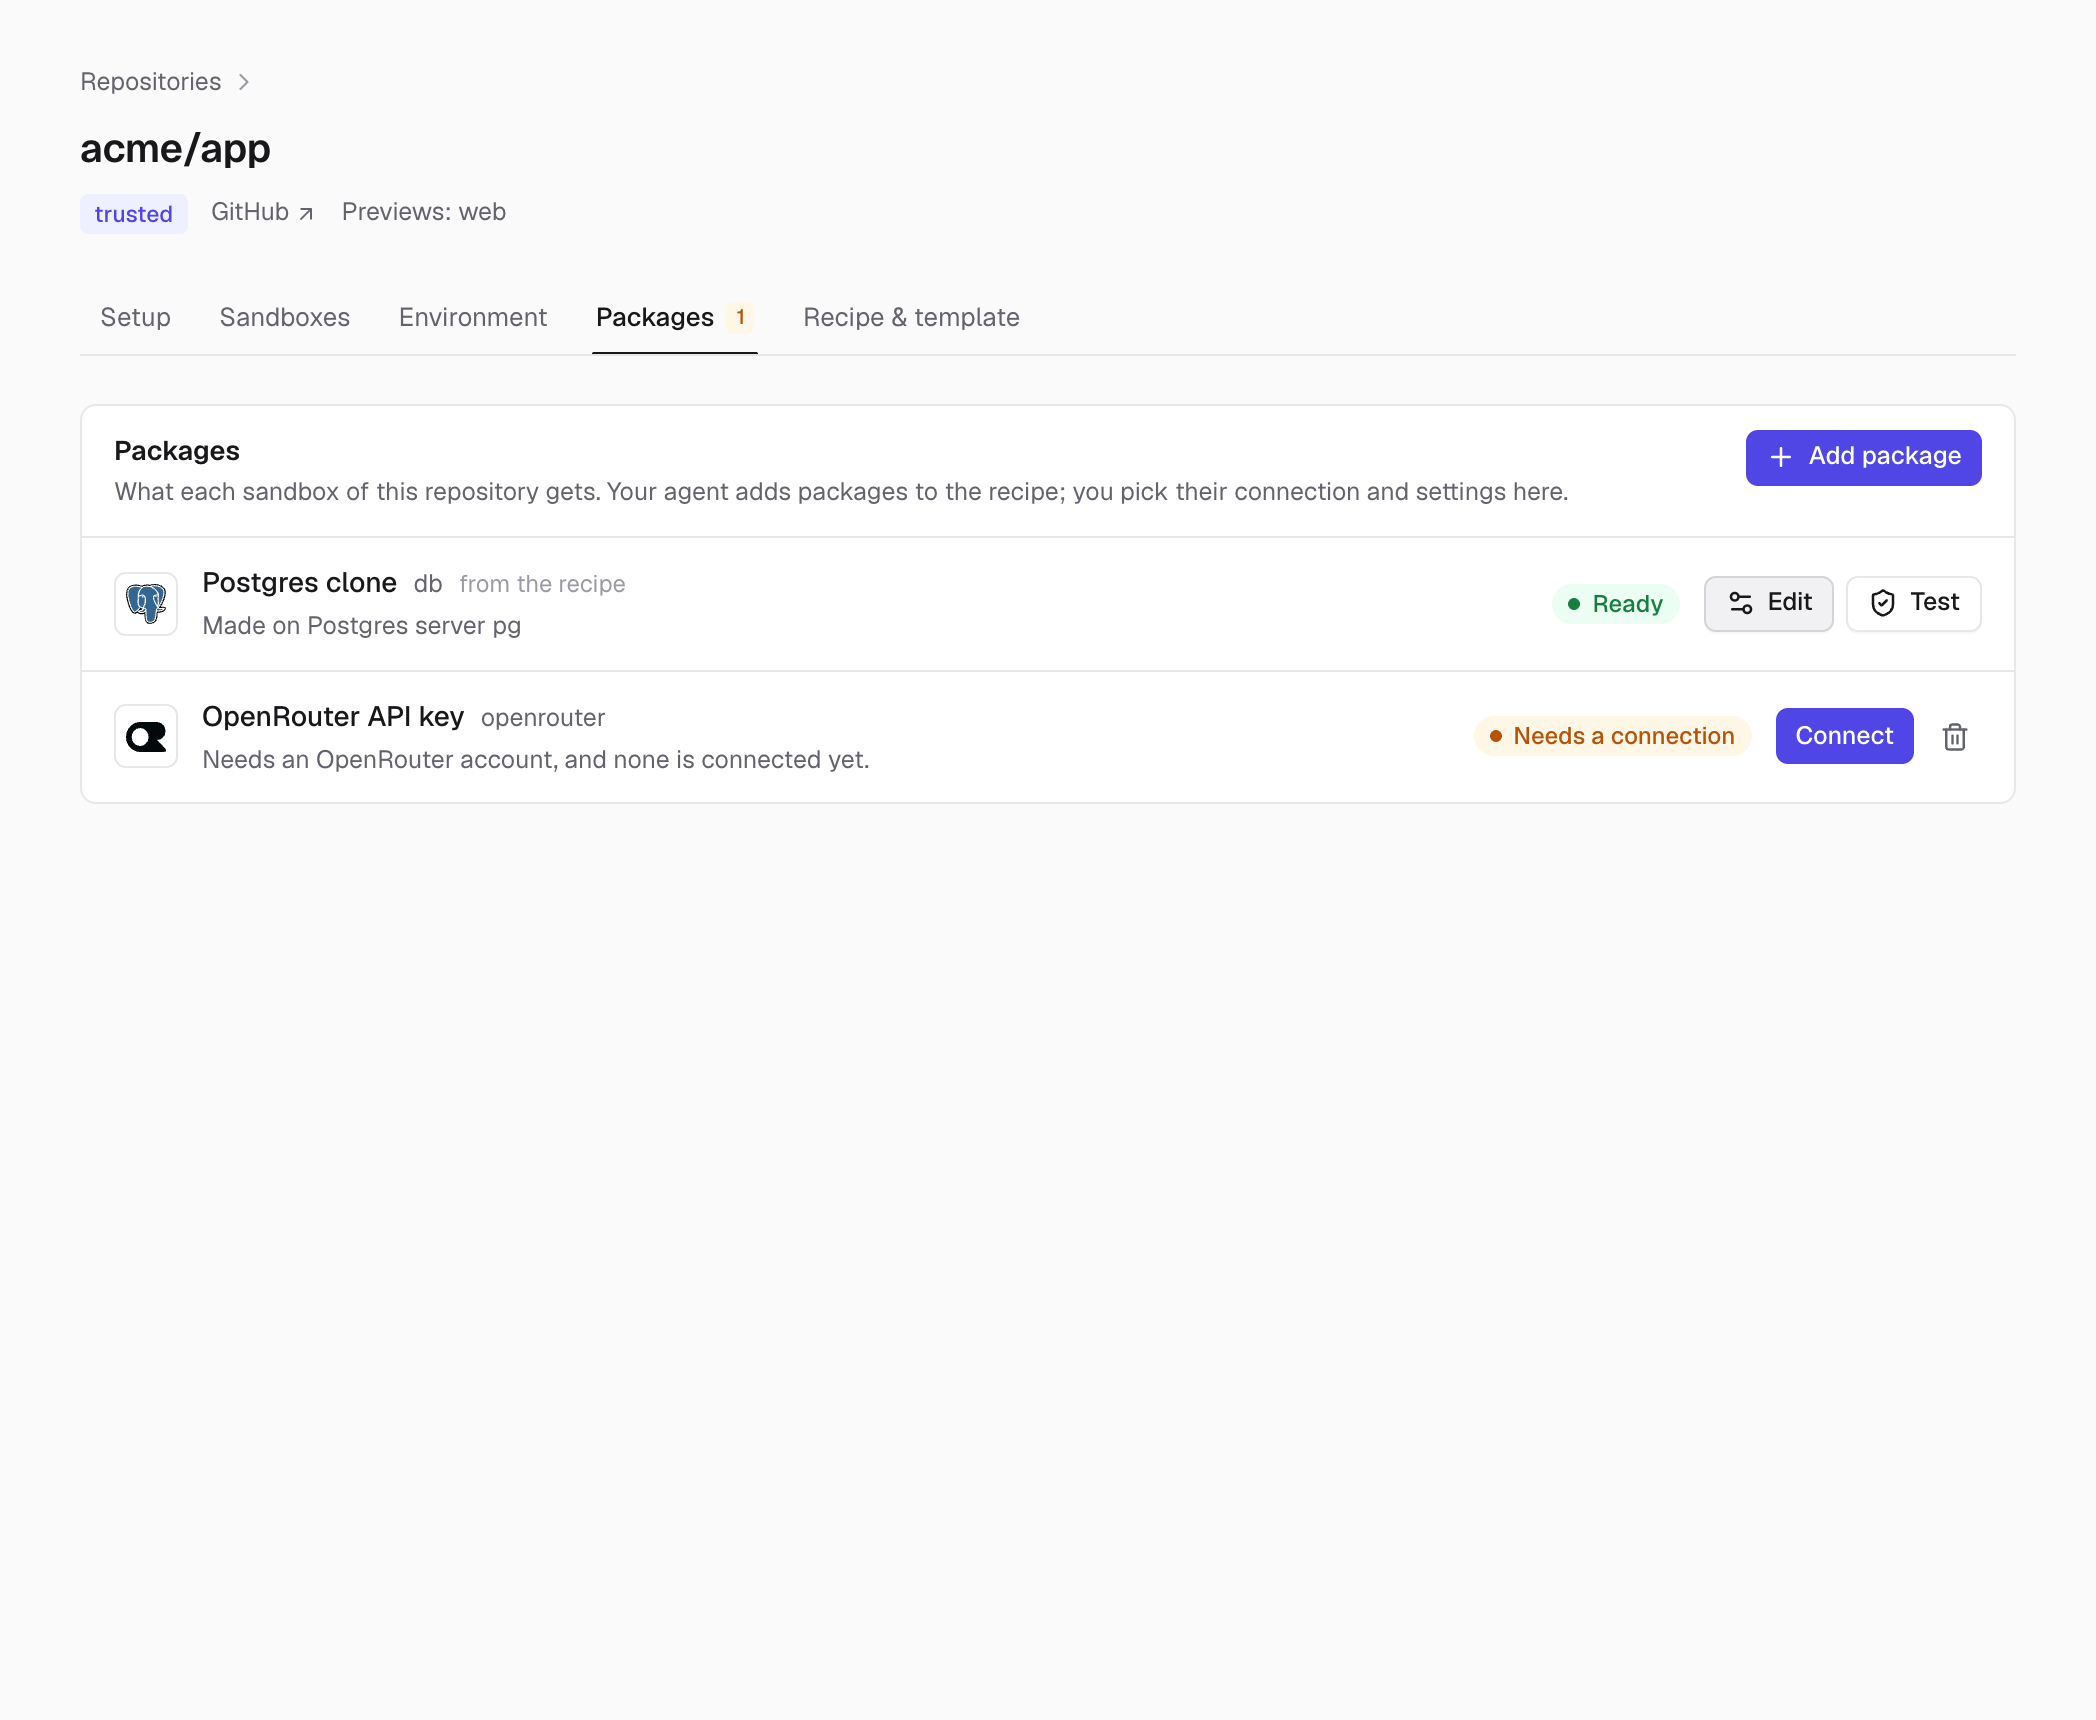 Repositories
acme/app
trusted GitHub Previews: web
Setup Sandboxes Environment Packages 1 Recipe & template
Packages
Add package
What each sandbox of this repository gets. Your agent adds packages to the recipe; you pick their connection and settings here.
Postgres clone db from the recipe
Made on Postgres server pg
Ready Edit Test
OpenRouter API key openrouter
Needs an OpenRouter account, and none is connected yet.
Needs a connection Connect